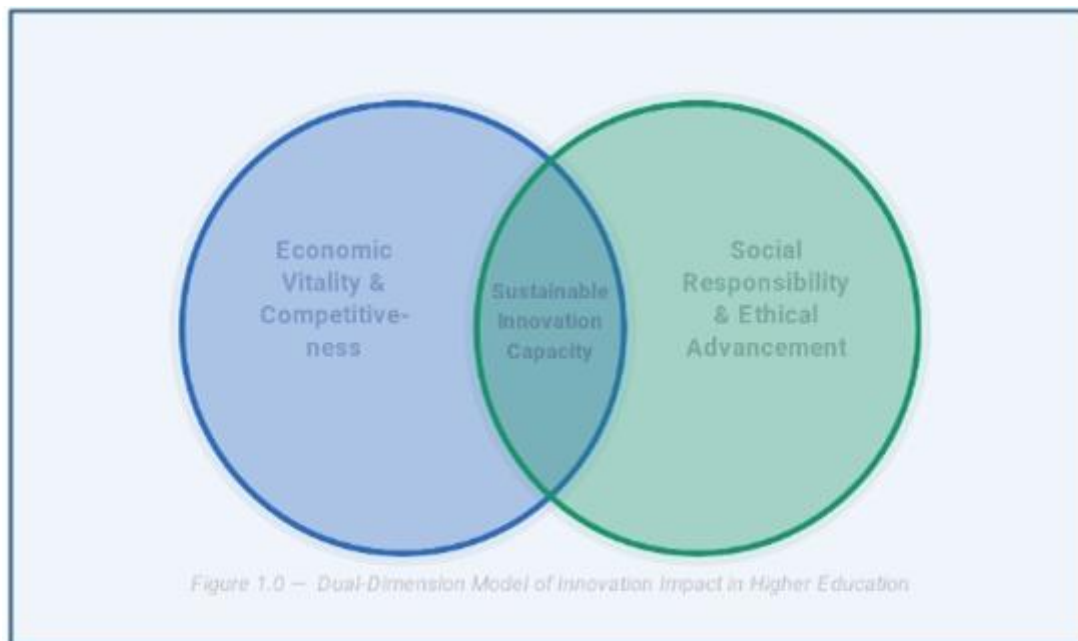 Economic
Vitality &
Competitive-
ness
Sustainable
Innovation
Capacity
Social
Responsibility
& Ethical
Advancement
Figure 1.0 — Dual-Dimension Model of Innovation Impact in Higher Education